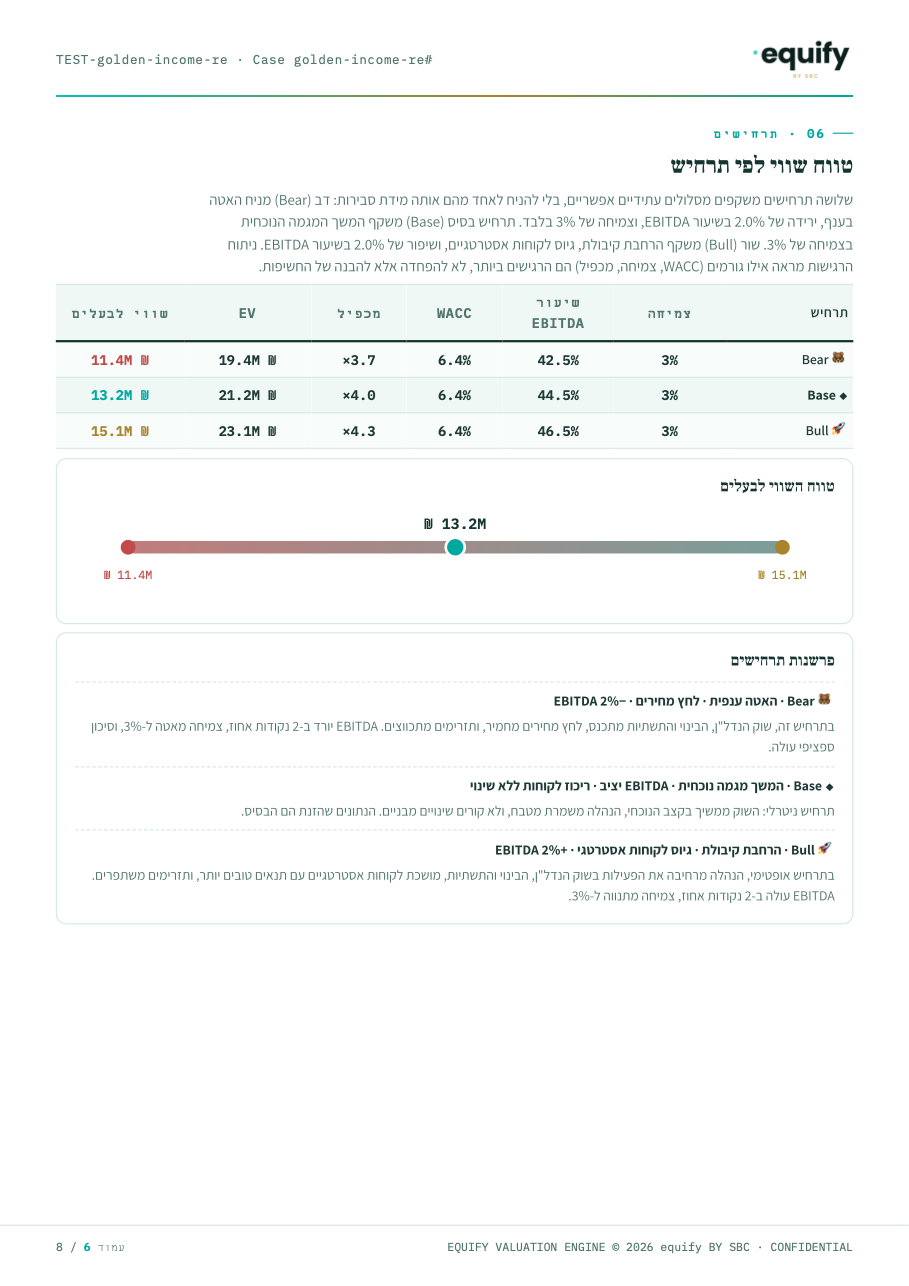 TEST-golden-income-re · Case golden-income-re#
equify
BY SBC
06 · תרחישים
טווח שווי לפי תרחיש
שלושה תרחישים משקפים מסלולים עתידיים אפשריים, בלי להניח לאחד מהם אותה מידת סבירות: דב (Bear) מניח האטה
בענף, ירידה של 2.0% בשיעור EBITDA, וצמיחה של 3% בלבד. תרחיש בסיס (Base) משקף המשך המגמה הנוכחית
בצמיחה של 3%. שור (Bull) משקף הרחבת קיבולת, גיוס לקוחות אסטרטגיים, ושיפור של 2.0% בשיעור EBITDA. ניתוח
הרגישות מראה אילו גורמים (WACC, צמיחה, מכפיל) הם הרגישים ביותר, לא להפחדה אלא להבנה של החשיפות.
תרחיש צמיחה שיעור EBITDA WACC מכפיל EV שווי לבעלים
🐻 Bear 3% 42.5% 6.4% ×3.7 19.4M ₪ 11.4M ₪
◆ Base 3% 44.5% 6.4% ×4.0 21.2M ₪ 13.2M ₪
🚀 Bull 3% 46.5% 6.4% ×4.3 23.1M ₪ 15.1M ₪
טווח השווי לבעלים
₪ 13.2M
₪ 11.4M
₪ 15.1M
פרשנות תרחישים
🐻 Bear · האטה ענפית · לחץ מחירים · −2% EBITDA
בתרחיש זה, שוק הנדל"ן, הבינוי והתשתיות מתכנס, לחץ מחירים מחמיר, ותזרימים מתכווצים. EBITDA יורד ב-2 נקודות אחוז, צמיחה מאטה ל-3%, וסיכון
ספציפי עולה.
◆ Base · המשך מגמה נוכחית · EBITDA יציב · ריכוז לקוחות ללא שינוי
תרחיש ניטרלי: השוק ממשיך בקצב הנוכחי, הנהלה משמרת מטבח, ולא קורים שינויים מבניים. הנתונים שהזנת הם הבסיס.
🚀 Bull · הרחבת קיבולת · גיוס לקוחות אסטרטגי · +2% EBITDA
בתרחיש אופטימי, הנהלה מרחיבה את הפעילות בשוק הנדל"ן, הבינוי והתשתיות, מושכת לקוחות אסטרטגיים עם תנאים טובים יותר, ותזרימים משתפרים.
EBITDA עולה ב-2 נקודות אחוז, צמיחה מתנווה ל-3%.
עמוד 6 / 8
EQUIFY VALUATION ENGINE © 2026 equify BY SBC · CONFIDENTIAL